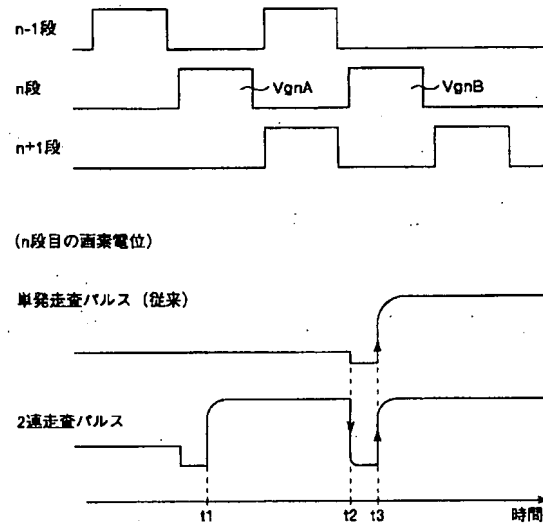 n-1段
n段
VgnA
VgnB
n+1段
(n段目の画素電位)
単発走査パルス (従来)
2連走査パルス
t1
t2
t3
時間